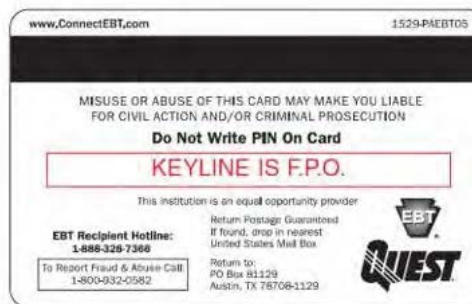 www.ConnectEBT.com 1529-PAEBT05
MISUSE OR ABUSE OF THIS CARD MAY MAKE YOU LIABLE
FOR CIVIL ACTION AND/OR CRIMINAL PROSECUTION
Do Not Write PIN On Card
KEYLINE IS F.P.O.
This institution is an equal opportunity provider
EBT Recipient Hotline:
1-888-328-7366
To Report Fraud & Abuse Call:
1-800-932-0582
Return Postage Guaranteed
If found, drop in nearest
United States Mail Box
Return to:
PO Box 81129
Austin, TX 78708-1129
EBT
QUEST